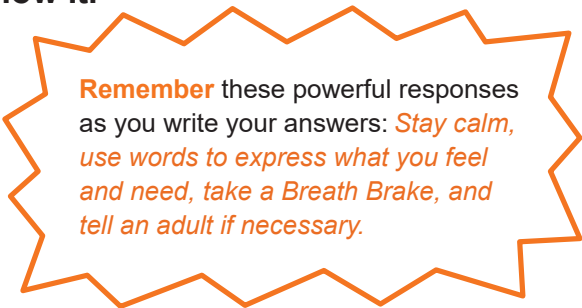 Remember these powerful responses
as you write your answers: Stay calm,
use words to express what you feel
and need, take a Breath Brake, and
tell an adult if necessary.